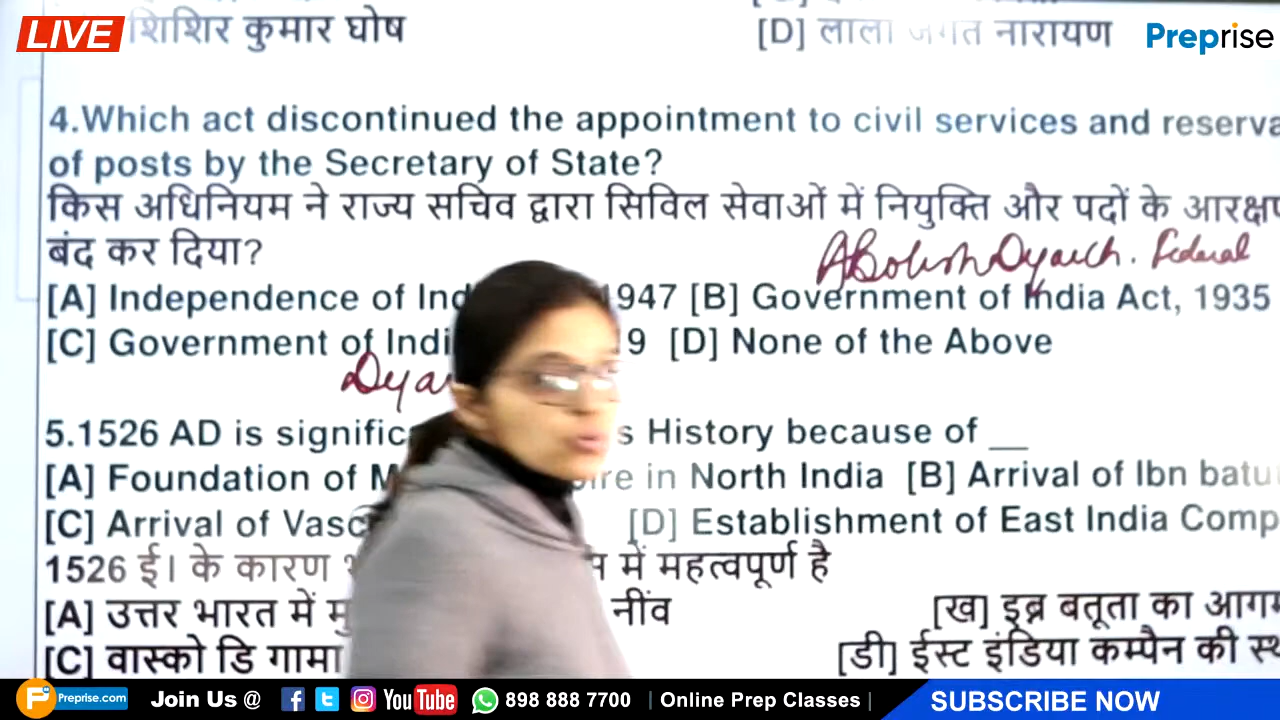 LIVE
शिशिर कुमार घोष [D] लाला जगत नारायण Preprise
4.Which act discontinued the appointment to civil services and reserva
of posts by the Secretary of State?
किस अधिनियम ने राज्य सचिव द्वारा सिविल सेवाओं में नियुक्ति और पदों के आरक्षण
बंद कर दिया?
ABolish Dyarch. Federal
[A] Independence of Ind 1947 [B] Government of India Act, 1935
[C] Government of Indi 9 [D] None of the Above
Dyar
5.1526 AD is signific s History because of __
[A] Foundation of M ire in North India [B] Arrival of Ibn batu
[C] Arrival of Vasc [D] Establishment of East India Comp
1526 ई। के कारण में महत्वपूर्ण है
[A] उत्तर भारत में मु नींव [ख] इब्न बतूता का आगम
[C] वास्को डि गामा [डी] ईस्ट इंडिया कम्पैन की स्थ
Preprise.com Join Us @ YouTube 898 888 7700 | Online Prep Classes | SUBSCRIBE NOW